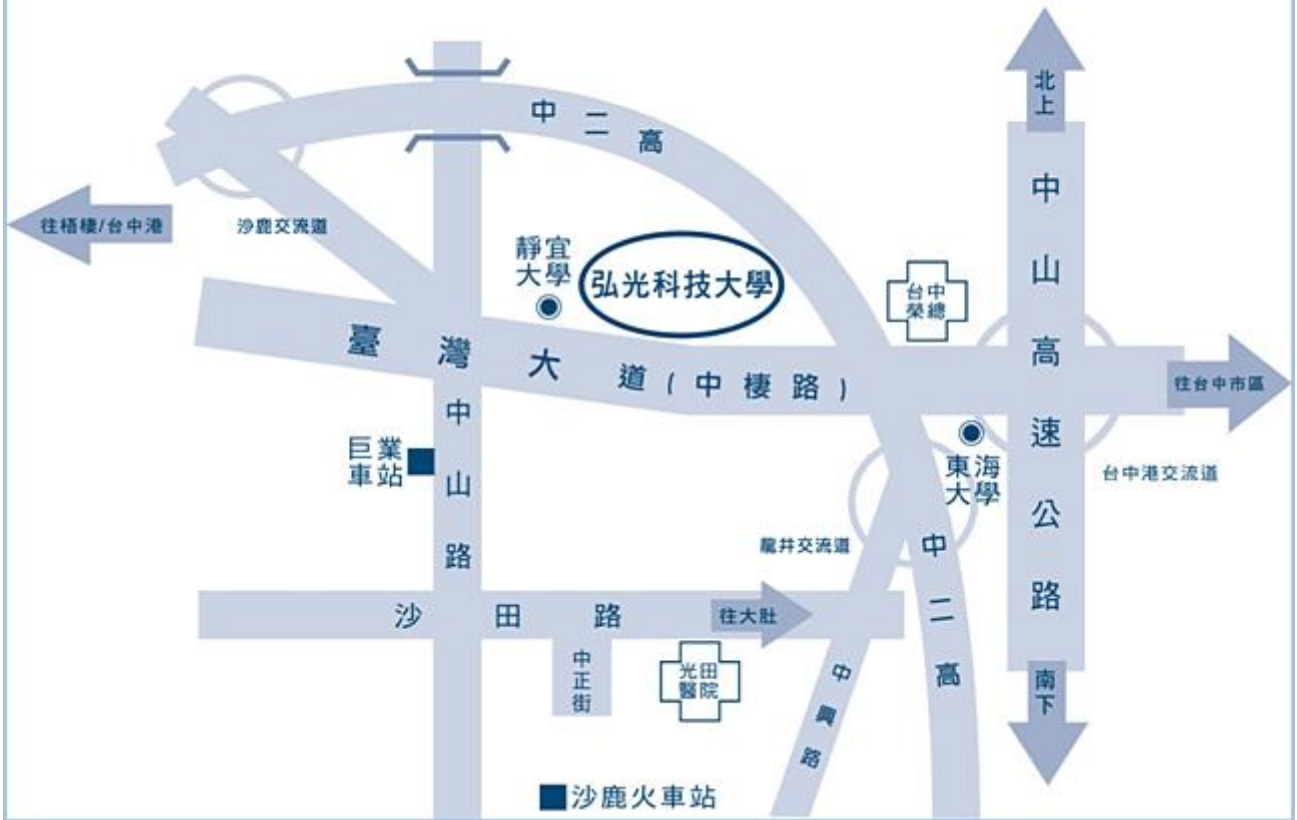 北上
中二高
中山高速公路
往梧棲/台中港
沙鹿交流道
靜宜
大學
弘光科技大學
台中
榮總
臺灣大道(中棲路)
往台中市區
中山路
巨業
車站
東海
大學
台中港交流道
龍井交流道
中二高
沙田路
往大肚
中正街
光田
醫院
中興路
南下
沙鹿火車站